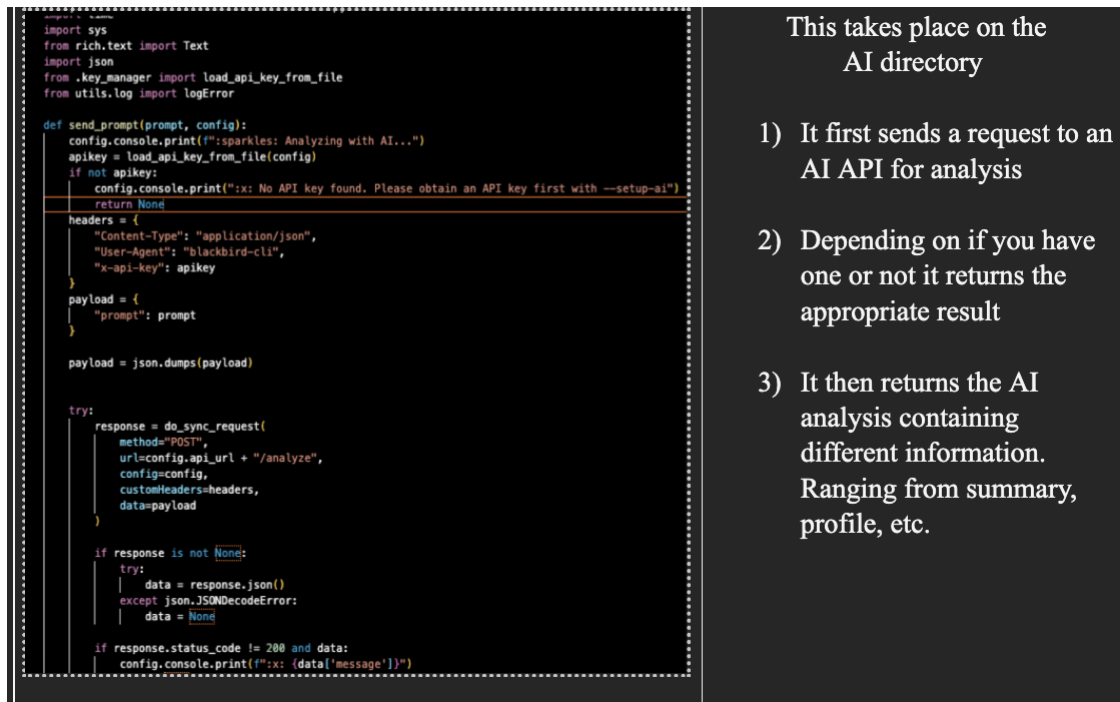 import time
import sys
from rich.text import Text
import json
from .key_manager import load_api_key_from_file
from utils.log import logError
def send_prompt(prompt, config):
config.console.print(f":sparkles: Analyzing with AI...")
apikey = load_api_key_from_file(config)
if not apikey:
config.console.print(":x: No API key found. Please obtain an API key first with --setup-ai")
return None
headers = {
"Content-Type": "application/json",
"User-Agent": "blackbird-cli",
"x-api-key": apikey
}
payload = {
"prompt": prompt
}
payload = json.dumps(payload)
try:
response = do_sync_request(
method="POST",
url=config.api_url + "/analyze",
config=config,
customHeaders=headers,
data=payload
)
if response is not None:
try:
data = response.json()
except json.JSONDecodeError:
data = None
if response.status_code != 200 and data:
config.console.print(f":x: {data['message']}")
This takes place on the
AI directory
1) It first sends a request to an
AI API for analysis
2) Depending on if you have
one or not it returns the
appropriate result
3) It then returns the AI
analysis containing
different information.
Ranging from summary,
profile, etc.